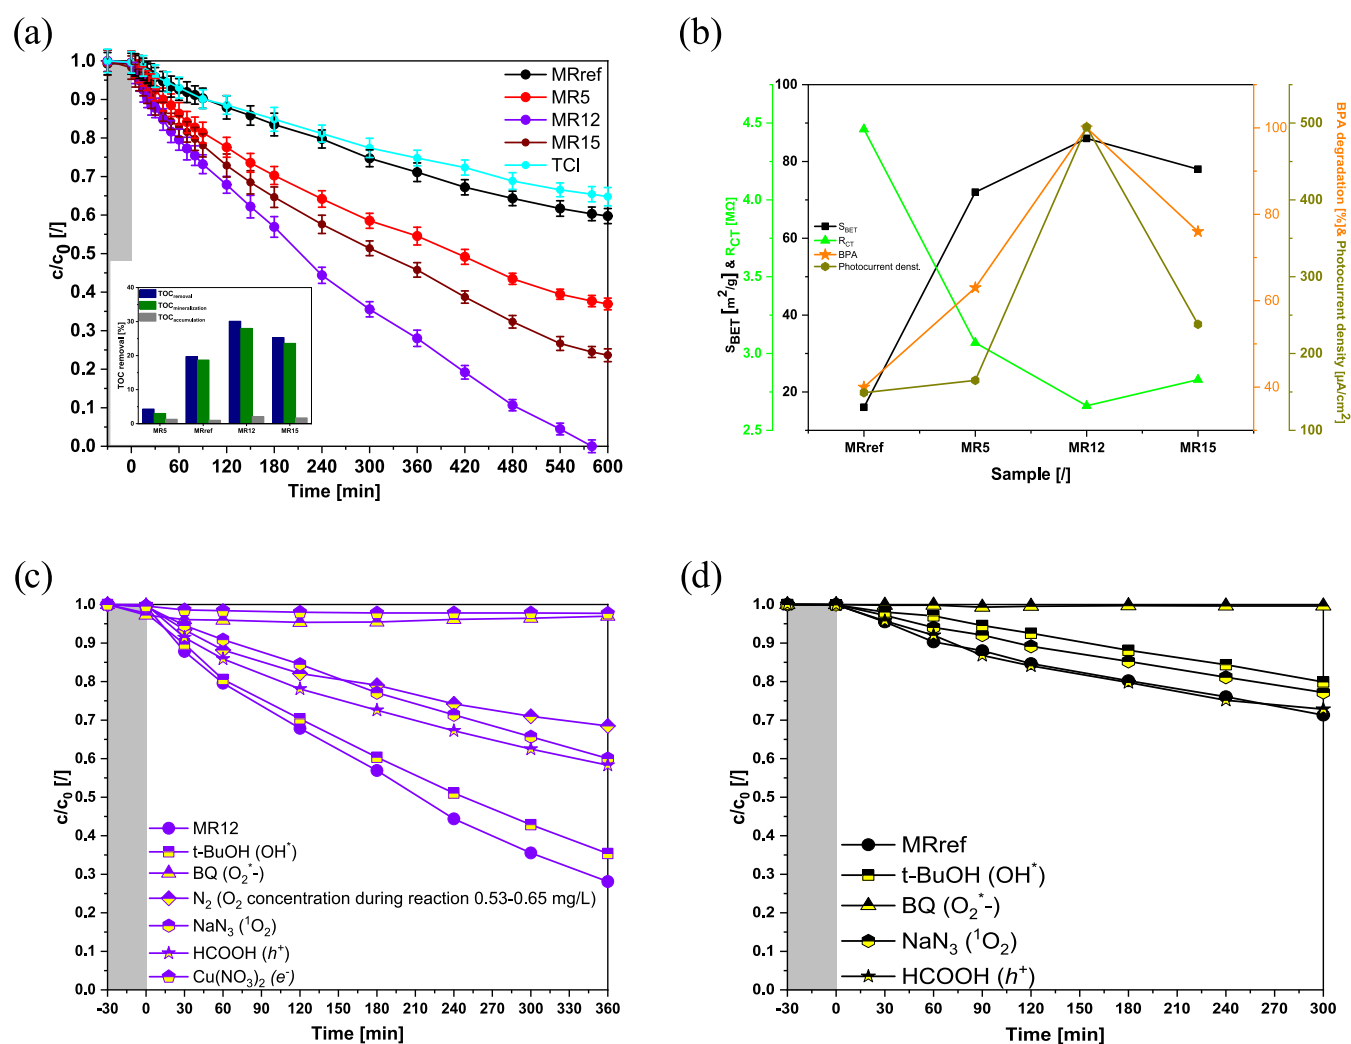 (a)
1.0
0.9
0.8
0.7
0.6
0.5
0.4
0.3
0.2
0.1
0.0
c/c0 [/]
MRref
MR5
MR12
MR15
TCI
40
30
20
10
0
TOC removal [%]
TOCremoval
TOCmineralization
TOCaccumulation
MR5 MRref MR12 MR15
0 60 120 180 240 300 360 420 480 540 600
Time [min]
(b)
4.5
4.0
3.5
3.0
2.5
100
80
60
40
20
SBET [m2/g] & RCT [MΩ]
SBET
RCT
BPA
Photocurrent denst.
100
80
60
40
500
400
300
200
100
BPA degradation [%]& Photocurrent density [µA/cm2]
MRref MR5 MR12 MR15
Sample [/]
(c)
1.0
0.9
0.8
0.7
0.6
0.5
0.4
0.3
0.2
0.1
0.0
c/c0 [/]
MR12
t-BuOH (OH*)
BQ (O2*-)
N2 (O2 concentration during reaction 0.53-0.65 mg/L)
NaN3 (1O2)
HCOOH (h+)
Cu(NO3)2 (e-)
-30 0 30 60 90 120 150 180 210 240 270 300 330 360
Time [min]
(d)
1.0
0.9
0.8
0.7
0.6
0.5
0.4
0.3
0.2
0.1
0.0
c/c0 [/]
MRref
t-BuOH (OH*)
BQ (O2*-)
NaN3 (1O2)
HCOOH (h+)
-30 0 30 60 90 120 150 180 210 240 270 300
Time [min]